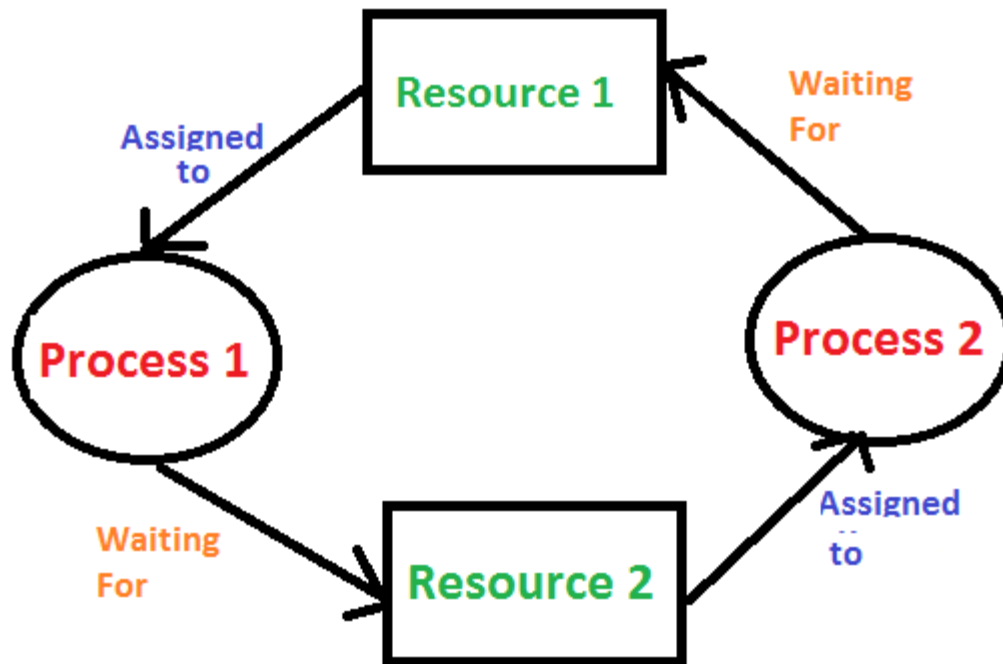 Resource 1
Waiting
For
Assigned
to
Process 1
Process 2
Waiting
For
Resource 2
Assigned
to